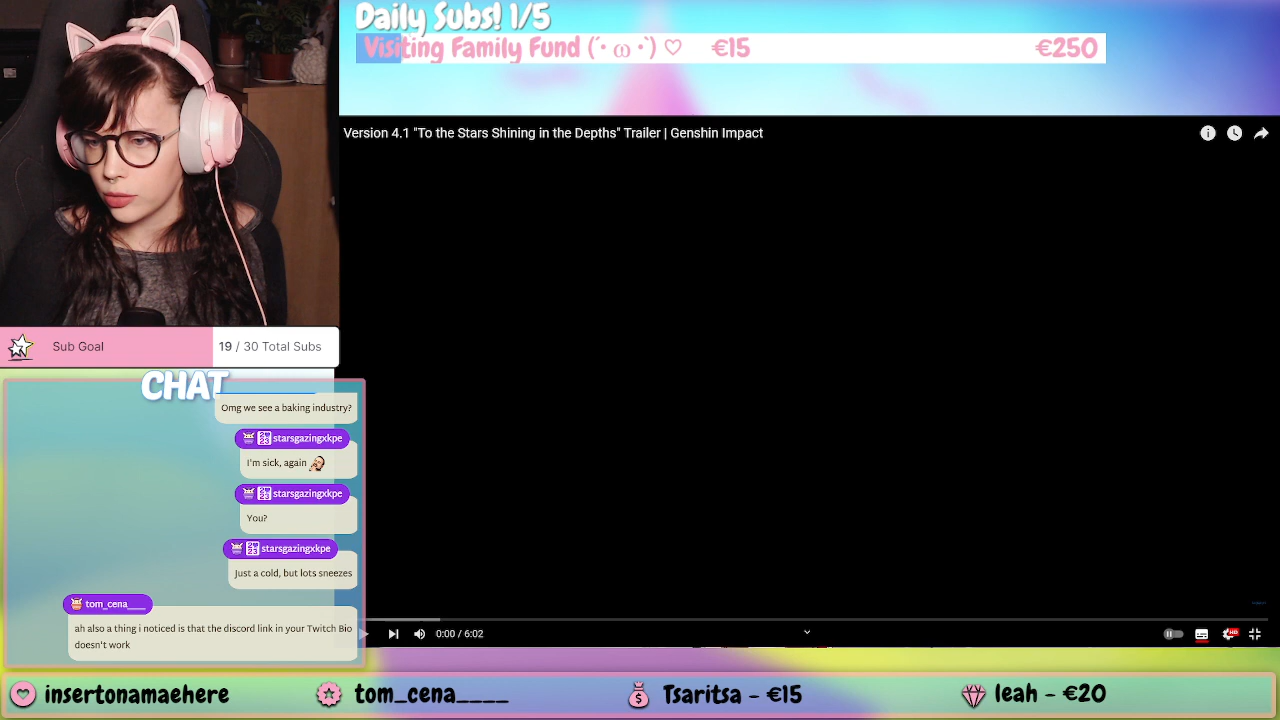 Daily Subs! 1/5
Visiting Family Fund (´• ω •`) ♡ €15 €250
Version 4.1 "To the Stars Shining in the Depths" Trailer | Genshin Impact
Sub Goal 19 / 30 Total Subs
CHAT
Omg we see a baking industry?
starsgazingxkpe
I'm sick, again
starsgazingxkpe
You?
starsgazingxkpe
Just a cold, but lots sneezes
tom_cena___
ah also a thing i noticed is that the discord link in your Twitch Bio
doesn't work
0:00 / 6:02
HD
insertonamaehere tom_cena____ Tsaritsa - €15 leah - €20